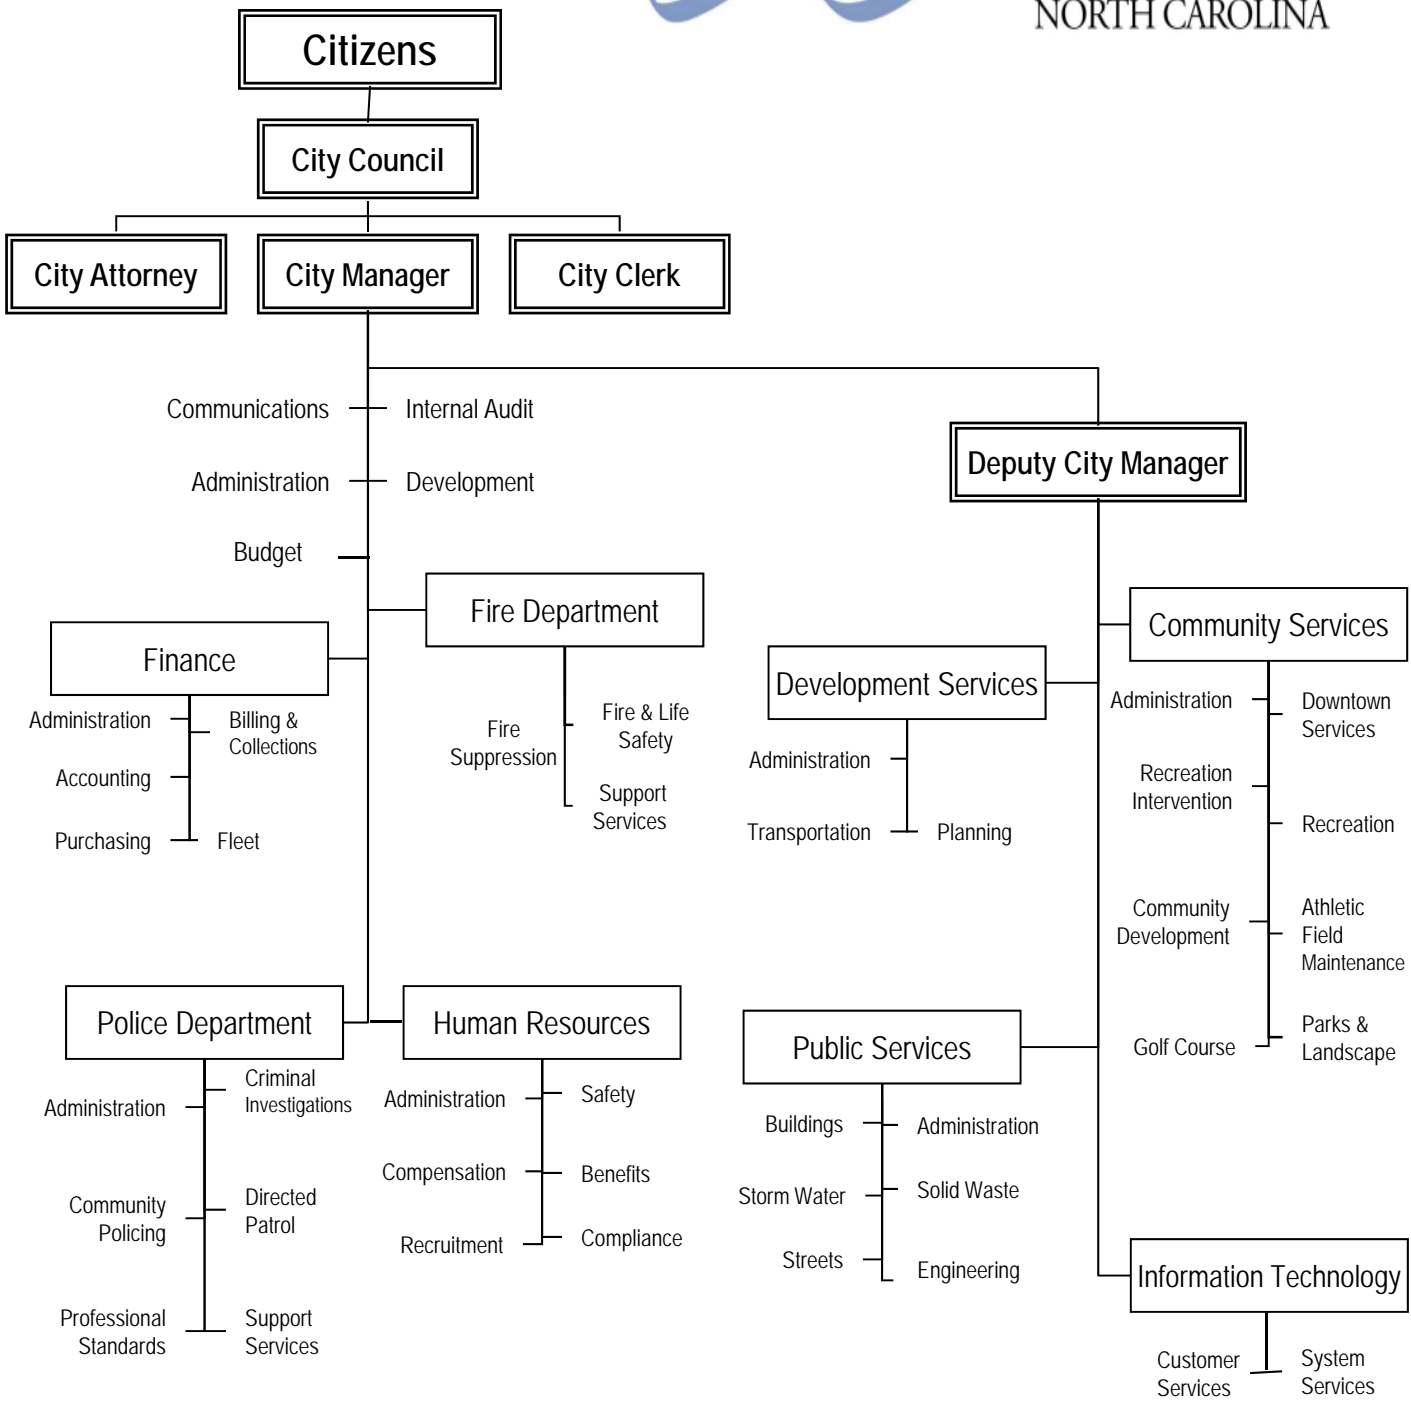 NORTH CAROLINA
Citizens
City Council
City Attorney
City Manager
City Clerk
Communications
Internal Audit
Administration
Development
Budget
Deputy City Manager
Fire Department
Fire
Suppression
Fire & Life
Safety
Support
Services
Finance
Administration
Billing &
Collections
Accounting
Purchasing
Fleet
Development Services
Administration
Transportation
Planning
Community Services
Administration
Downtown
Services
Recreation
Intervention
Recreation
Community
Development
Athletic
Field
Maintenance
Golf Course
Parks &
Landscape
Police Department
Administration
Criminal
Investigations
Community
Policing
Directed
Patrol
Professional
Standards
Support
Services
Human Resources
Administration
Safety
Compensation
Benefits
Recruitment
Compliance
Public Services
Buildings
Administration
Storm Water
Solid Waste
Streets
Engineering
Information Technology
Customer
Services
System
Services